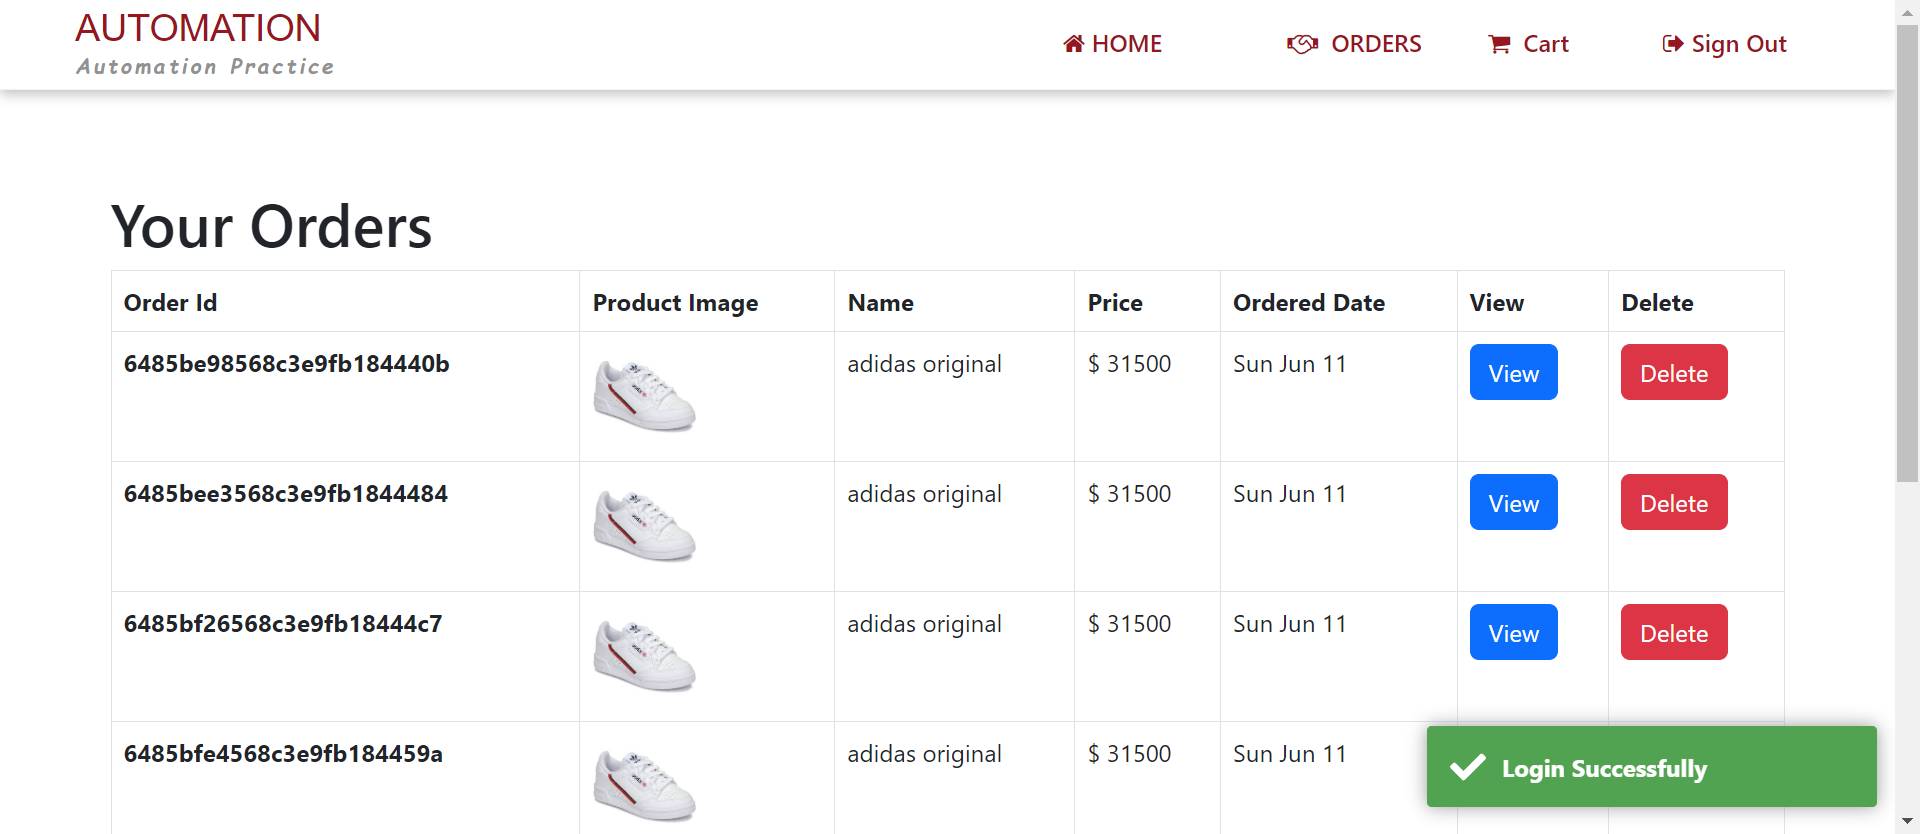 AUTOMATION
Automation Practice
HOME ORDERS Cart Sign Out
Your Orders
Order Id Product Image Name Price Ordered Date View Delete
6485be98568c3e9fb184440b adidas original $ 31500 Sun Jun 11 View Delete
6485bee3568c3e9fb1844484 adidas original $ 31500 Sun Jun 11 View Delete
6485bf26568c3e9fb18444c7 adidas original $ 31500 Sun Jun 11 View Delete
6485bfe4568c3e9fb184459a adidas original $ 31500 Sun Jun 11
Login Successfully